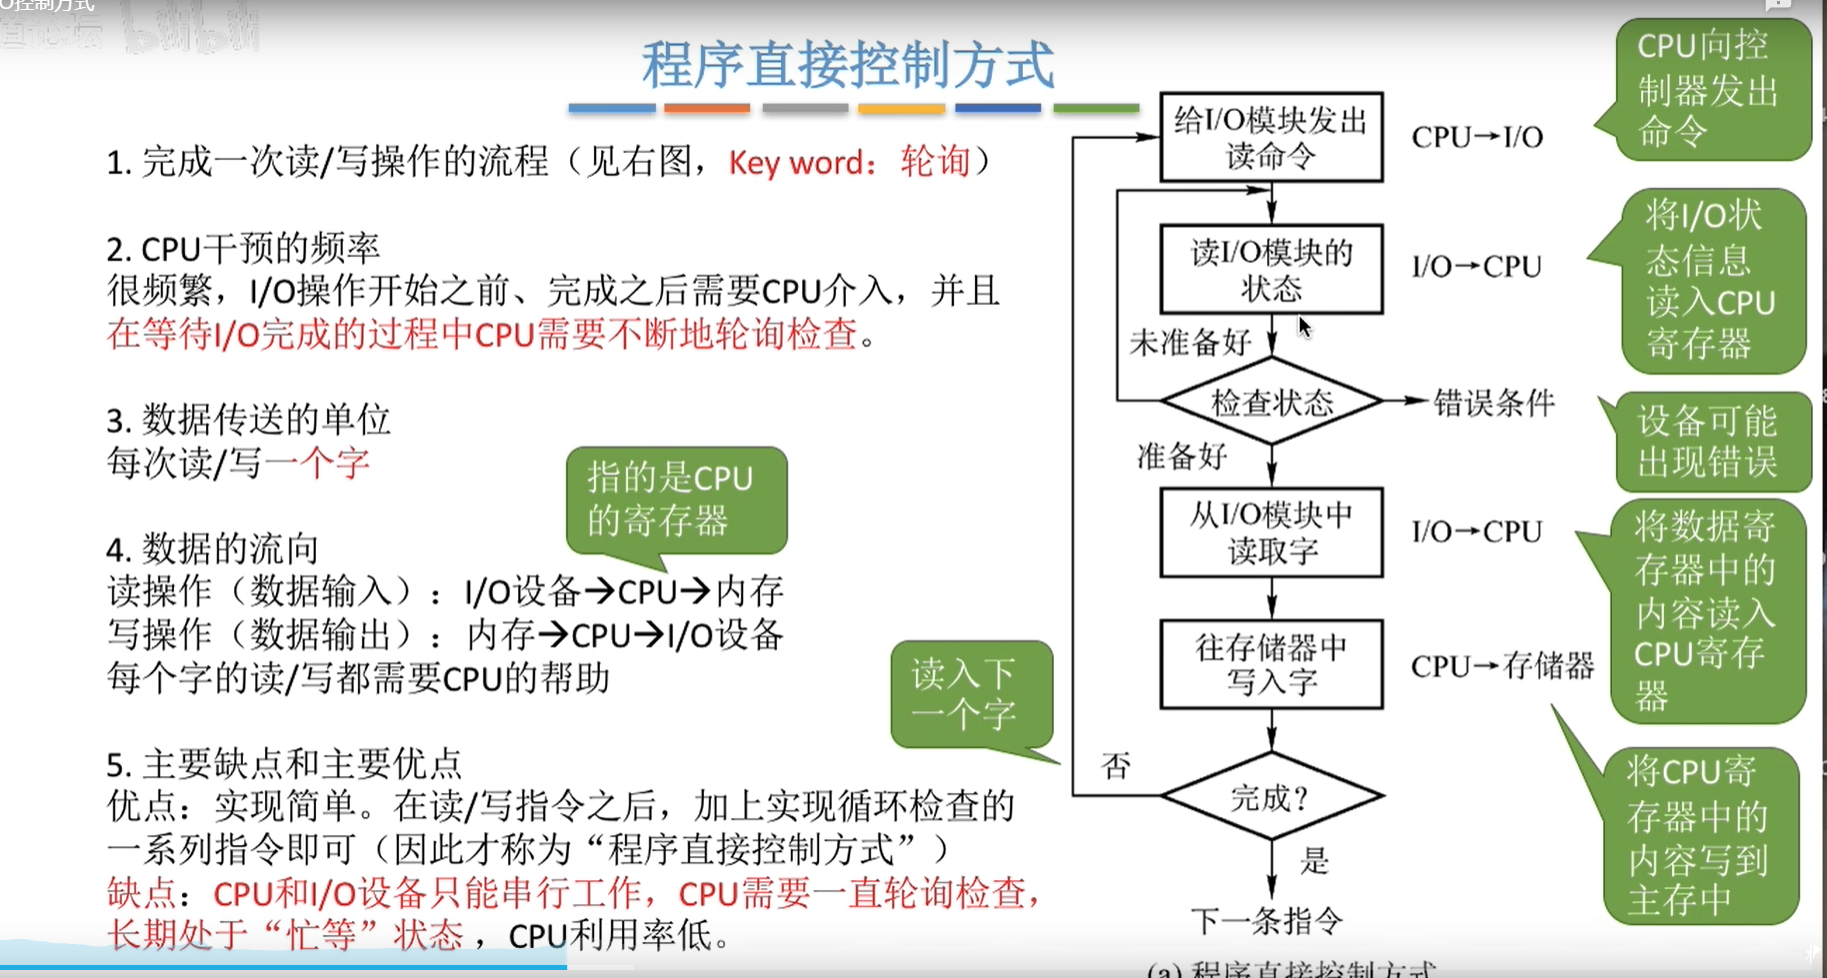 O控制方式
bilibili
程序直接控制方式
1. 完成一次读/写操作的流程（见右图，Key word：轮询）
2. CPU干预的频率
很频繁，I/O操作开始之前、完成之后需要CPU介入，并且
在等待I/O完成的过程中CPU需要不断地轮询检查。
3. 数据传送的单位
每次读/写一个字
指的是CPU
的寄存器
4. 数据的流向
读操作（数据输入）：I/O设备→CPU→内存
写操作（数据输出）：内存→CPU→I/O设备
每个字的读/写都需要CPU的帮助
5. 主要缺点和主要优点
优点：实现简单。在读/写指令之后，加上实现循环检查的
一系列指令即可（因此才称为“程序直接控制方式”）
缺点：CPU和I/O设备只能串行工作，CPU需要一直轮询检查，
长期处于“忙等”状态，CPU利用率低。
给I/O模块发出
读命令
CPU→I/O
CPU向控
制器发出
命令
读I/O模块的
状态
I/O→CPU
将I/O状
态信息
读入CPU
寄存器
未准备好
检查状态
错误条件
设备可能
出现错误
准备好
从I/O模块中
读取字
I/O→CPU
将数据寄
存器中的
内容读入
CPU寄存
器
往存储器中
写入字
CPU→存储器
将CPU寄
存器中的
内容写到
主存中
读入下
一个字
否
完成？
是
下一条指令
(a) 程序直接控制方式